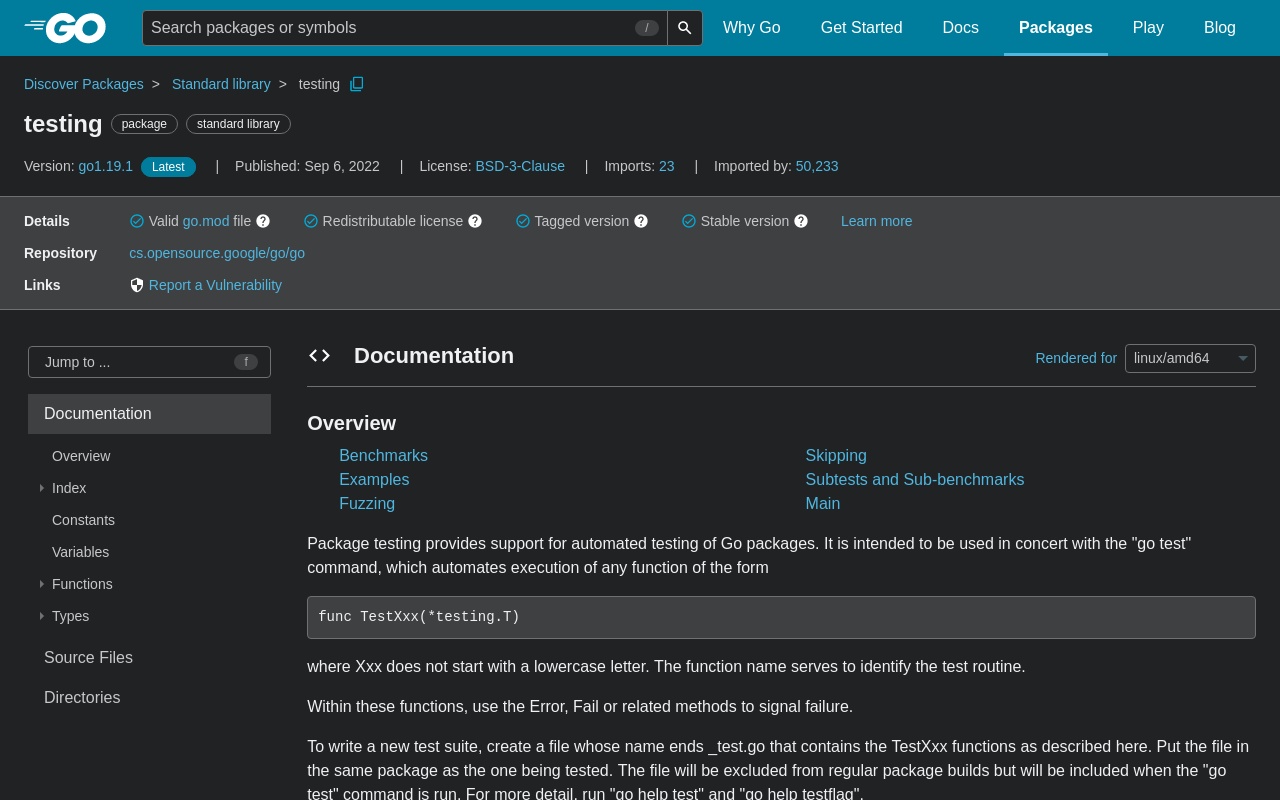 GO Search packages or symbols / Why Go Get Started Docs Packages Play Blog
Discover Packages > Standard library > testing
testing package standard library
Version: go1.19.1 Latest | Published: Sep 6, 2022 | License: BSD-3-Clause | Imports: 23 | Imported by: 50,233
Details Valid go.mod file Redistributable license Tagged version Stable version Learn more
Repository cs.opensource.google/go/go
Links Report a Vulnerability
Jump to ... f
Documentation
Overview
Index
Constants
Variables
Functions
Types
Source Files
Directories
Documentation Rendered for linux/amd64
Overview
Benchmarks
Examples
Fuzzing
Skipping
Subtests and Sub-benchmarks
Main
Package testing provides support for automated testing of Go packages. It is intended to be used in concert with the "go test"
command, which automates execution of any function of the form
func TestXxx(*testing.T)
where Xxx does not start with a lowercase letter. The function name serves to identify the test routine.
Within these functions, use the Error, Fail or related methods to signal failure.
To write a new test suite, create a file whose name ends _test.go that contains the TestXxx functions as described here. Put the file in
the same package as the one being tested. The file will be excluded from regular package builds but will be included when the "go
test" command is run. For more detail, run "go help test" and "go help testflag".